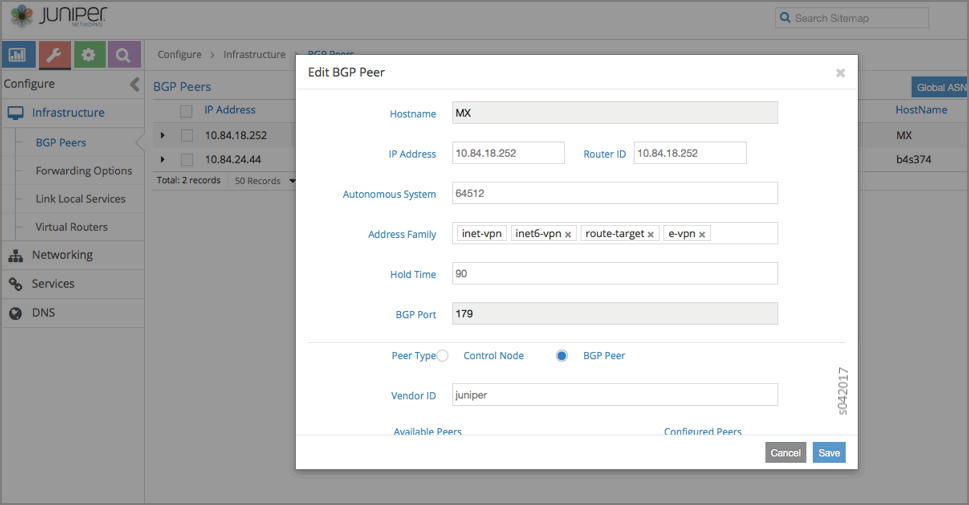 JUNIPER
NETWORKS
Search Sitemap
Configure > Infrastructure > BGP Peers
Configure
Infrastructure
BGP Peers
Forwarding Options
Link Local Services
Virtual Routers
Networking
Services
DNS
BGP Peers
Global ASN
IP Address
HostName
10.84.18.252
MX
10.84.24.44
b4s374
Total: 2 records
50 Records
Edit BGP Peer
Hostname MX
IP Address 10.84.18.252 Router ID 10.84.18.252
Autonomous System 64512
Address Family inet-vpn inet6-vpn × route-target × e-vpn ×
Hold Time 90
BGP Port 179
Peer Type Control Node BGP Peer
Vendor ID juniper
Available Peers Configured Peers
Cancel Save
s042017